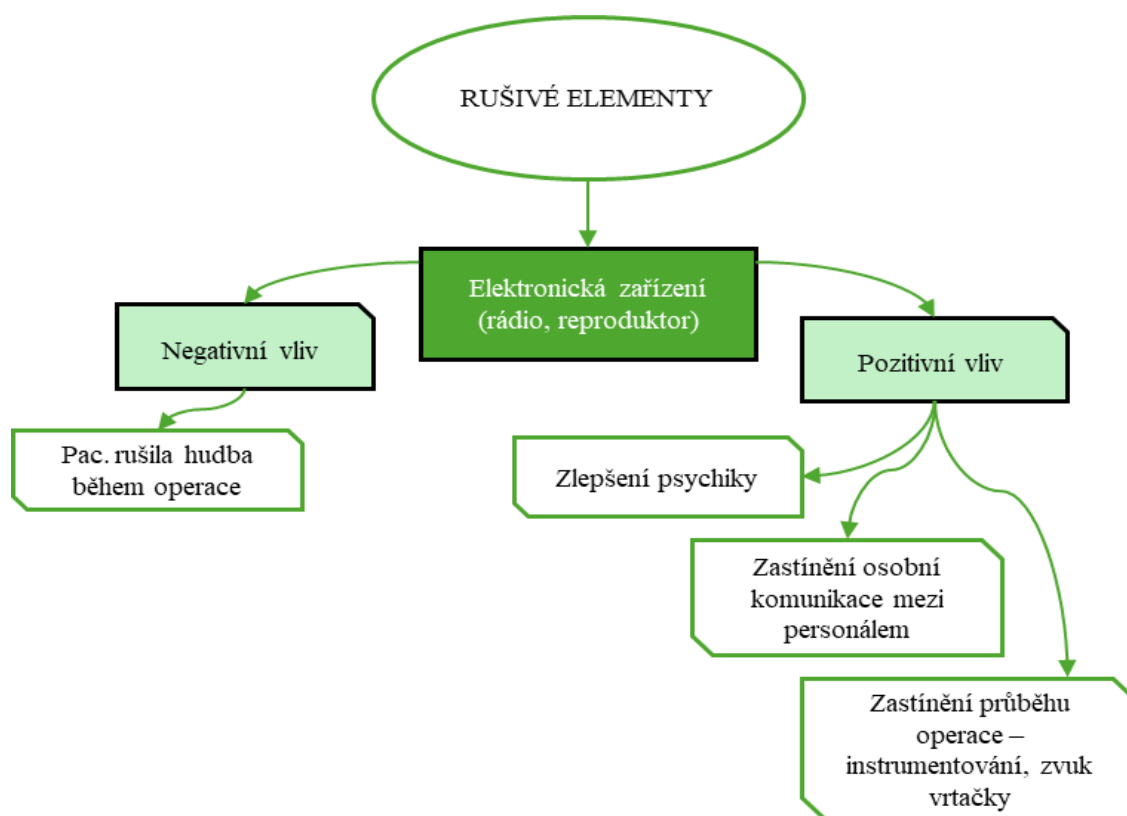 RUŠIVÉ ELEMENTY
Elektronická zařízení
(rádio, reproduktor)
Negativní vliv
Pac. rušila hudba
během operace
Pozitivní vliv
Zlepšení psychiky
Zastínění osobní
komunikace mezi
personálem
Zastínění průběhu
operace –
instrumentování, zvuk
vrtačky